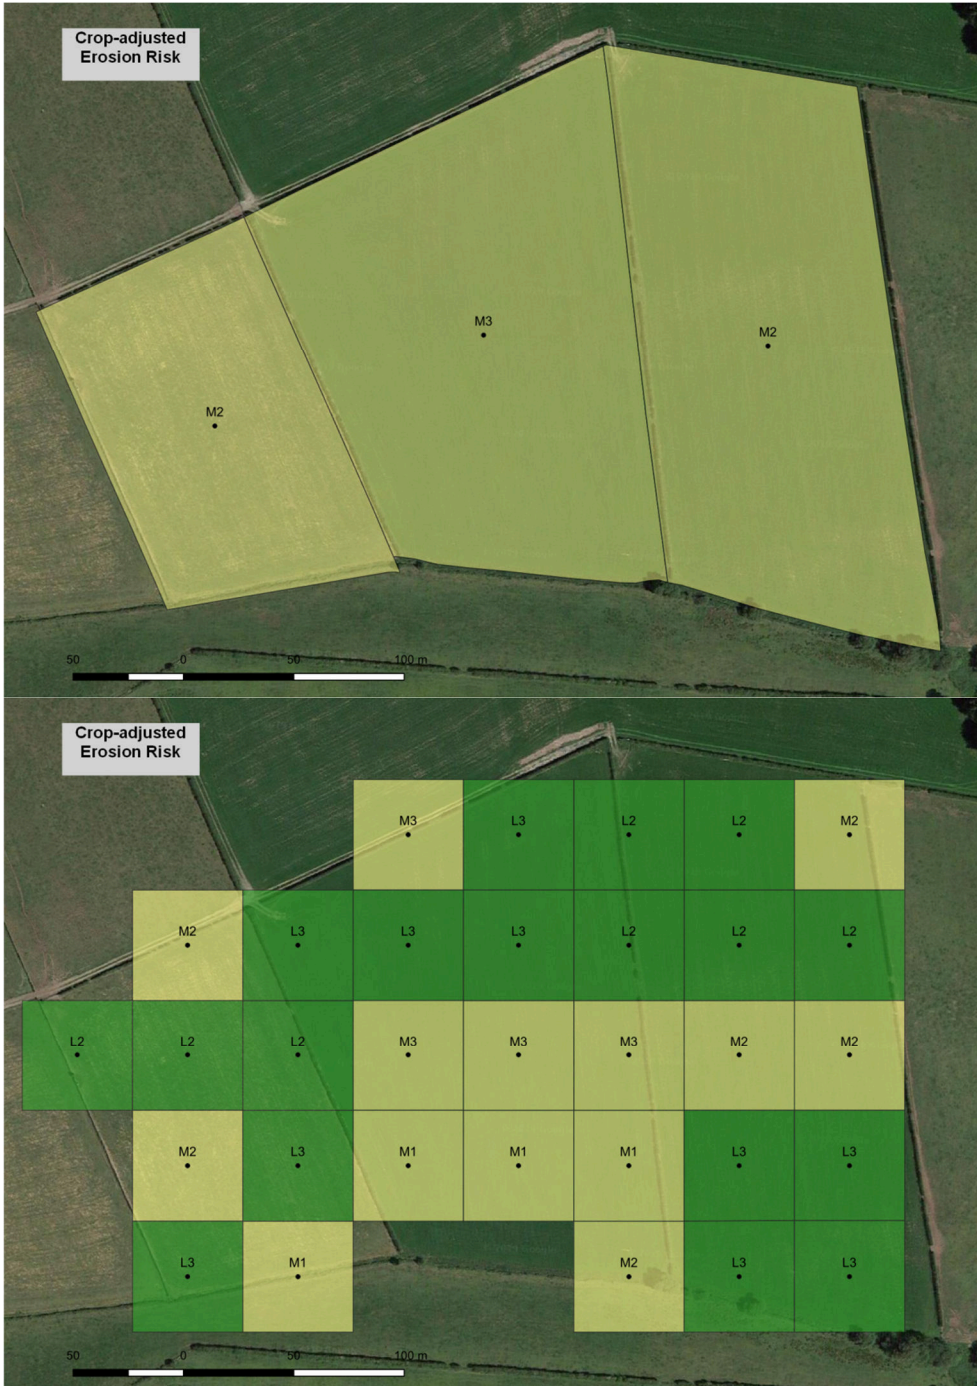 Crop-adjusted
Erosion Risk
M3
M2
M2
50 0 50 100 m
Crop-adjusted
Erosion Risk
M3 L3 L2 L2 M2
M2 L3 L3 L3 L2 L2 L2
L2 L2 L2 M3 M3 M3 M2 M2
M2 L3 M1 M1 M1 L3 L3
L3 M1 M2 L3 L3
50 0 50 100 m